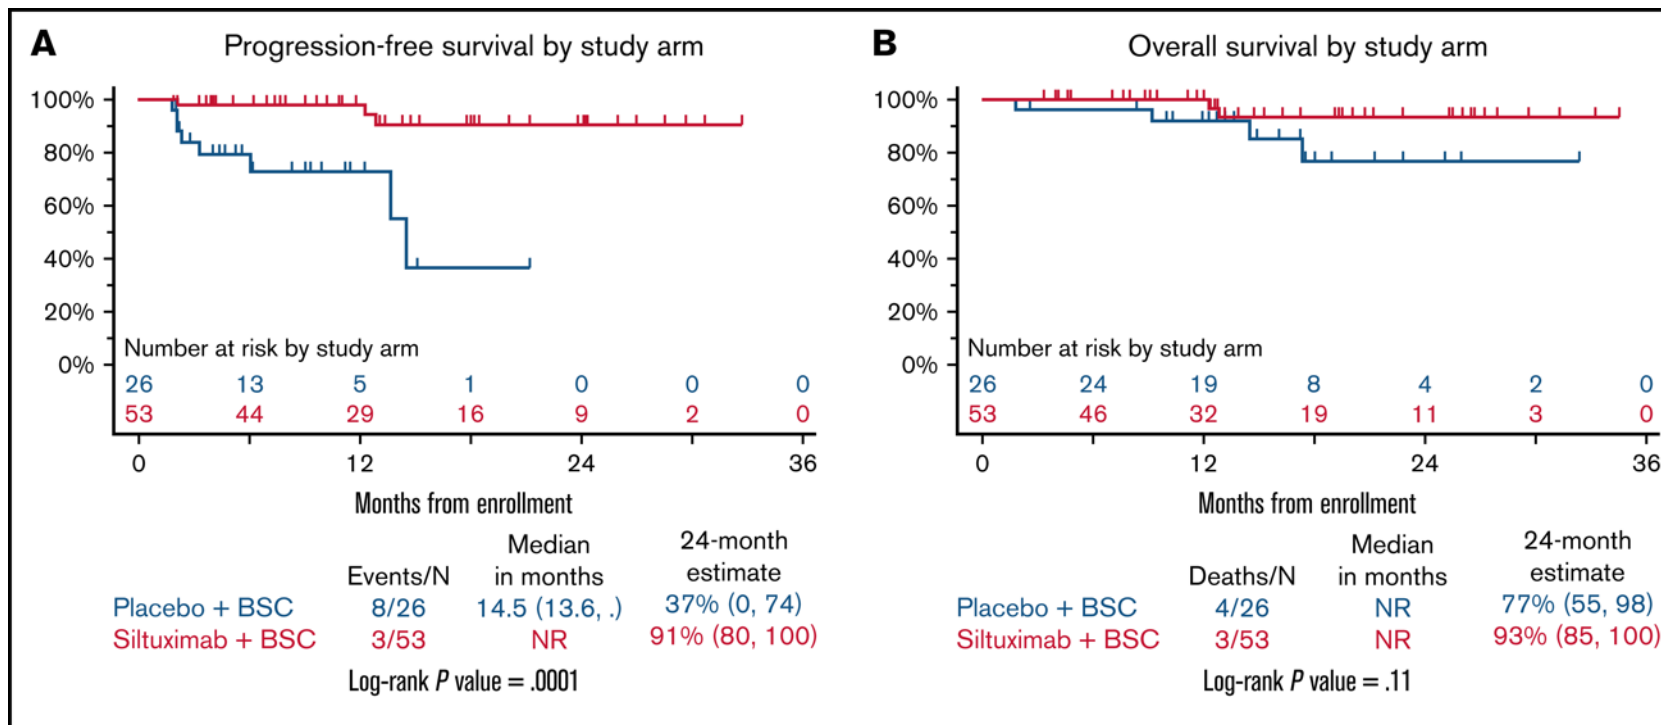 A Progression-free survival by study arm
100%
80%
60%
40%
20%
0%
Number at risk by study arm
26 13 5 1 0 0 0
53 44 29 16 9 2 0
0 12 24 36
Months from enrollment
Events/N Median in months 24-month estimate
Placebo + BSC 8/26 14.5 (13.6, .) 37% (0, 74)
Siltuximab + BSC 3/53 NR 91% (80, 100)
Log-rank P value = .0001
B Overall survival by study arm
100%
80%
60%
40%
20%
0%
Number at risk by study arm
26 24 19 8 4 2 0
53 46 32 19 11 3 0
0 12 24 36
Months from enrollment
Deaths/N Median in months 24-month estimate
Placebo + BSC 4/26 NR 77% (55, 98)
Siltuximab + BSC 3/53 NR 93% (85, 100)
Log-rank P value = .11